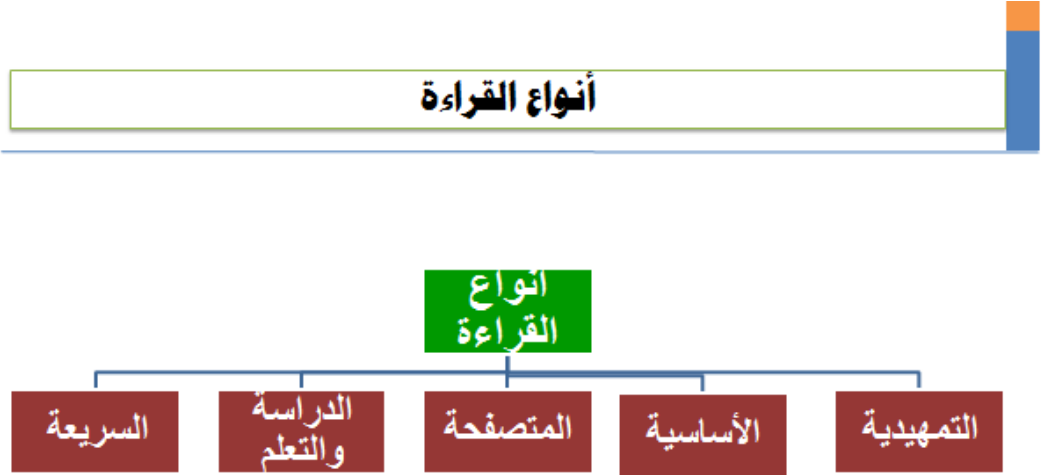 أنواع القراءة
أنواع
القراءة
التمهيدية
الأساسية
المتصفحة
الدراسة
والتعلم
السريعة